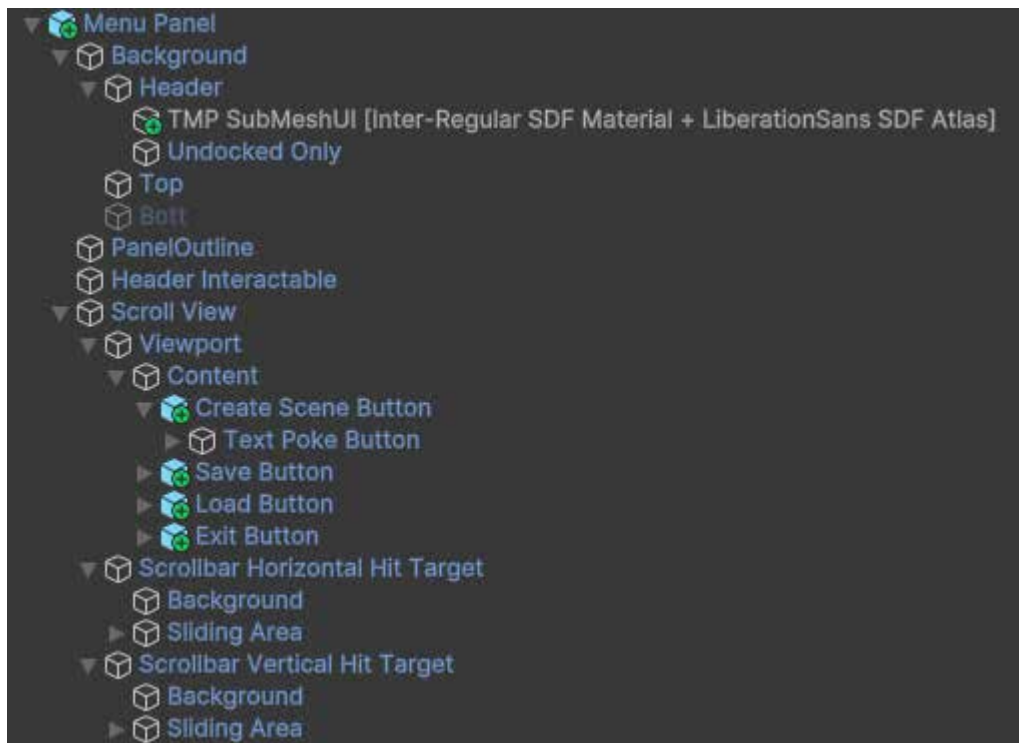 Menu Panel
Background
Header
TMP SubMeshUI [Inter-Regular SDF Material + LiberationSans SDF Atlas]
Undocked Only
Top
Bott
PanelOutline
Header Interactable
Scroll View
Viewport
Content
Create Scene Button
Text Poke Button
Save Button
Load Button
Exit Button
Scrollbar Horizontal Hit Target
Background
Sliding Area
Scrollbar Vertical Hit Target
Background
Sliding Area